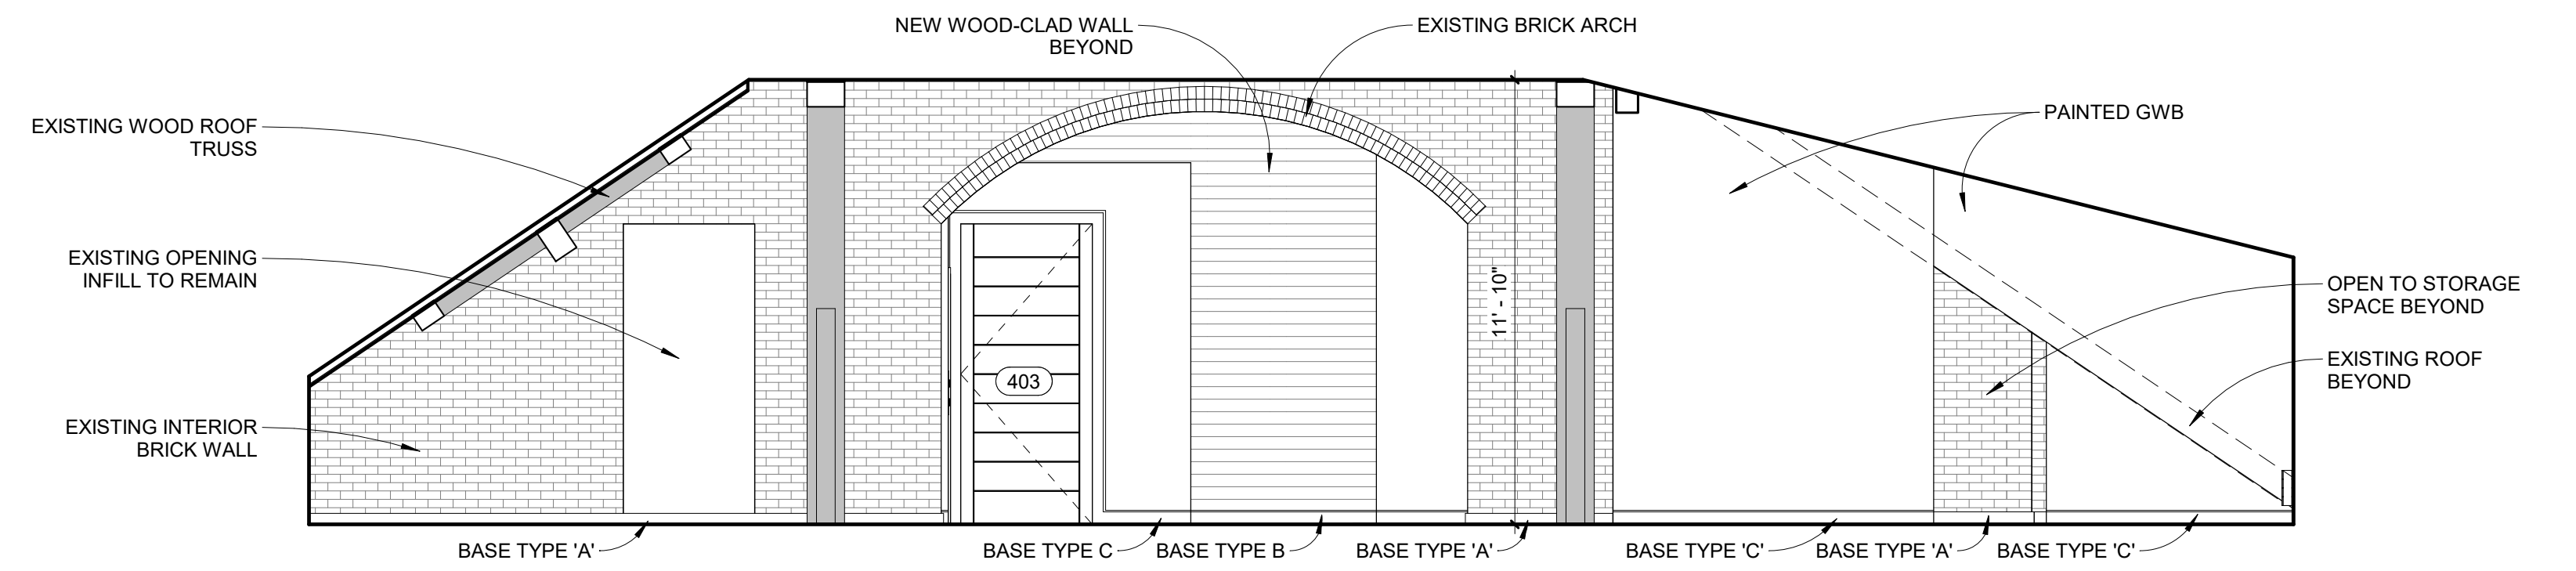 NEW WOOD-CLAD WALL
BEYOND
EXISTING BRICK ARCH
EXISTING WOOD ROOF
TRUSS
PAINTED GWB
EXISTING OPENING
INFILL TO REMAIN
OPEN TO STORAGE
SPACE BEYOND
11' - 10"
EXISTING ROOF
BEYOND
403
EXISTING INTERIOR
BRICK WALL
BASE TYPE 'A'
BASE TYPE C
BASE TYPE B
BASE TYPE 'A'
BASE TYPE 'C'
BASE TYPE 'A'
BASE TYPE 'C'